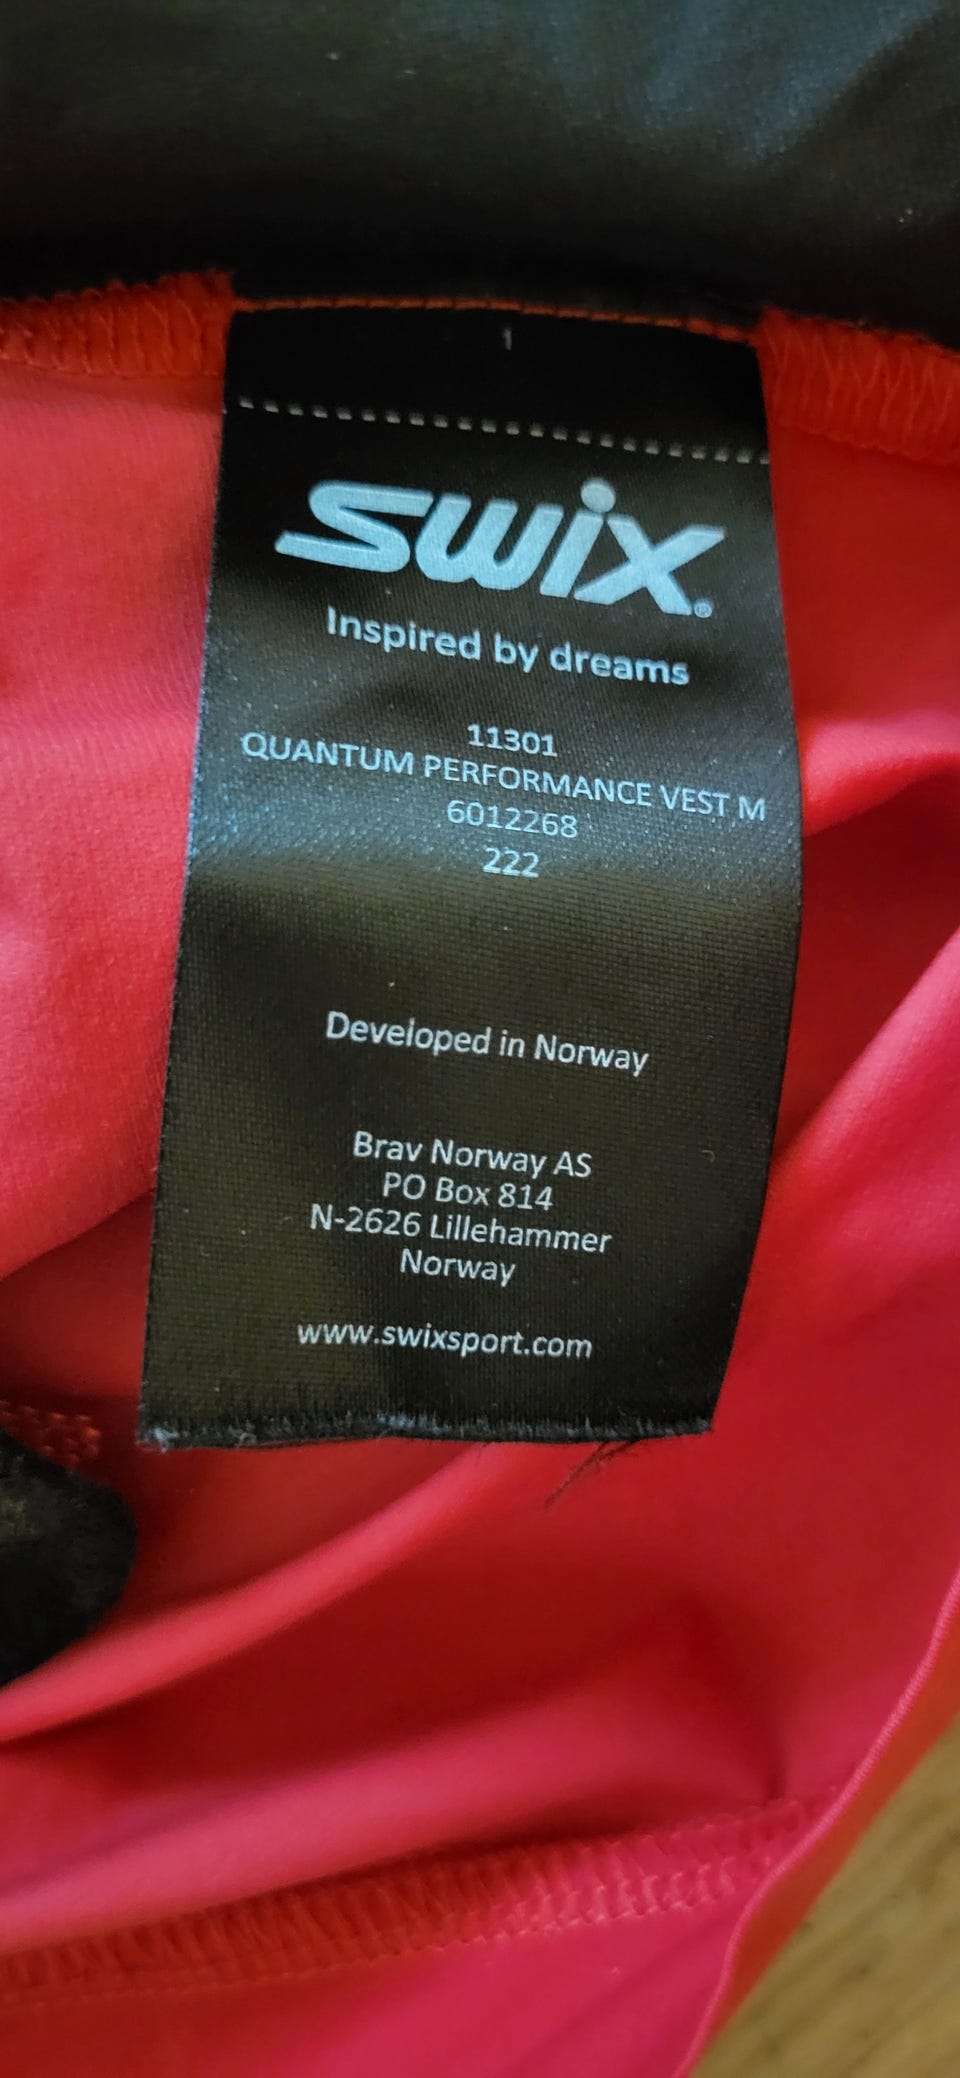 1
swix®
Inspired by dreams
11301
QUANTUM PERFORMANCE VEST M
6012268
222
Developed in Norway
Brav Norway AS
PO Box 814
N-2626 Lillehammer
Norway
www.swixsport.com